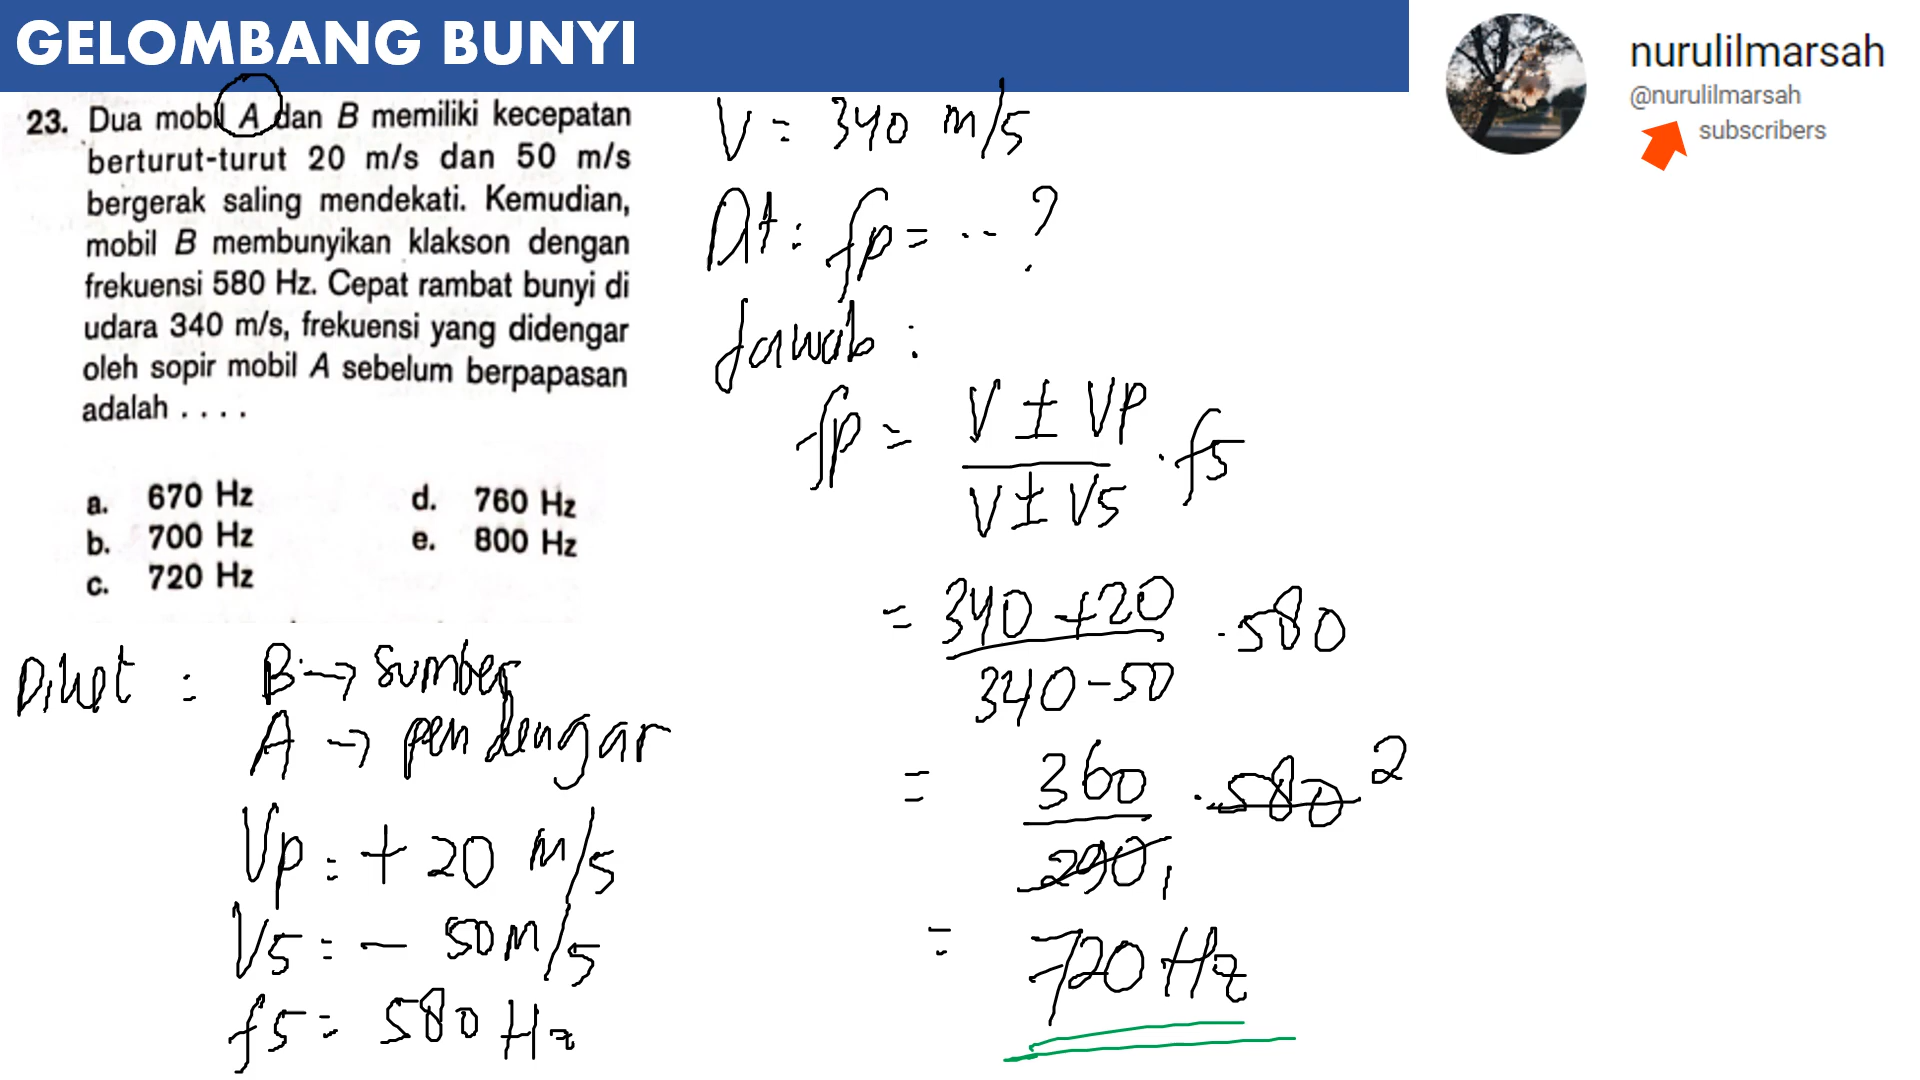 GELOMBANG BUNYI
nurulilmarsah
@nurulilmarsah
subscribers
23. Dua mobil A dan B memiliki kecepatan
berturut-turut 20 m/s dan 50 m/s
bergerak saling mendekati. Kemudian,
mobil B membunyikan klakson dengan
frekuensi 580 Hz. Cepat rambat bunyi di
udara 340 m/s, frekuensi yang didengar
oleh sopir mobil A sebelum berpapasan
adalah . . . .
a. 670 Hz
b. 700 Hz
c. 720 Hz
d. 760 Hz
e. 800 Hz
Diket : B → sumber
A → pendengar
Vp = + 20 m/s
Vs = - 50 m/s
fs = 580 Hz
V = 340 m/s
Dt : fp = ... ?
Jawab :
fp = V ± Vp / V ± Vs . fs
= 340 + 20 / 340 - 50 . 580
= 360 / 290 1 . 580 2
= 720 Hz